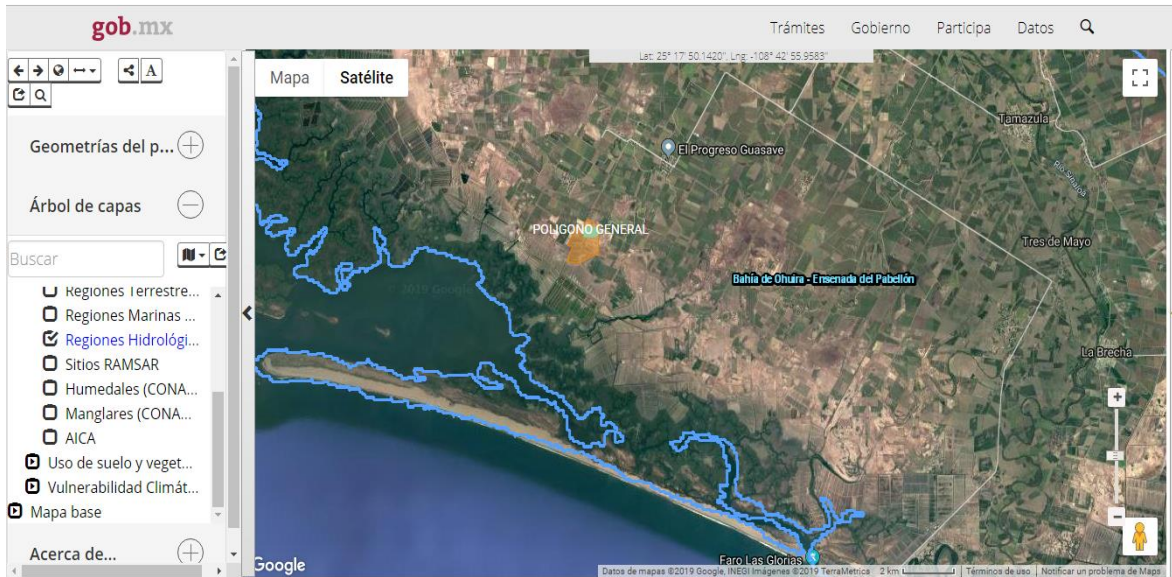 gob.mx
Trámites Gobierno Participa Datos
A
Geometrías del p...
Árbol de capas
Buscar
Regiones Terrestre...
Regiones Marinas ...
Regiones Hidrológi...
Sitios RAMSAR
Humedales (CONA...
Manglares (CONA...
AICA
Uso de suelo y veget...
Vulnerabilidad Climát...
Mapa base
Acerca de...
Lat: 25° 17' 50.1420", Lng: -108° 42' 55.9583"
Mapa Satélite
Tamazula
El Progreso Guasave
Río Sinaloa
POLIGONO GENERAL
Tres de Mayo
Bahía de Ohuira - Ensenada del Pabellón
2019 Google
La Brecha
Faro Las Glorias
Google
Datos de mapas ©2019 Google, INEGI Imágenes ©2019 TerraMetrics 2 km Términos de uso Notificar un problema de Maps